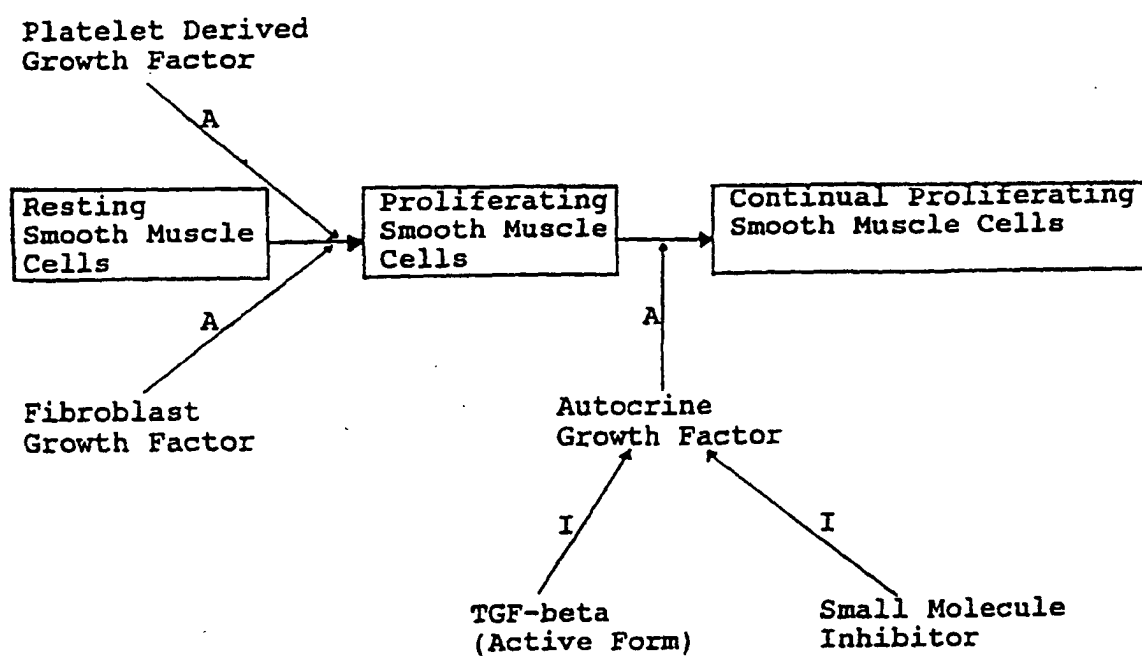 Platelet Derived
Growth Factor
A
Resting
Smooth Muscle
Cells
Proliferating
Smooth Muscle
Cells
Continual Proliferating
Smooth Muscle Cells
A
A
Fibroblast
Growth Factor
Autocrine
Growth Factor
I
I
TGF-beta
(Active Form)
Small Molecule
Inhibitor